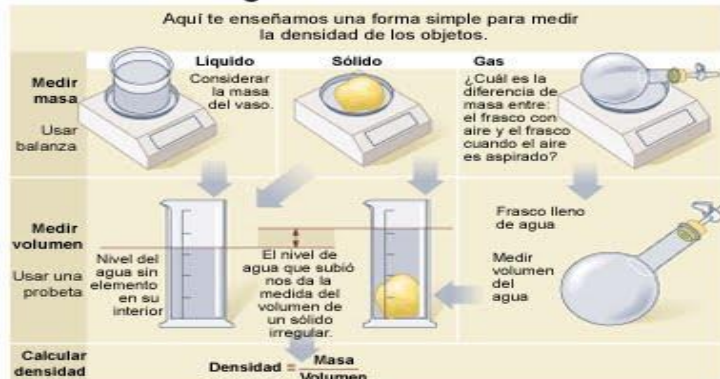 Aquí te enseñamos una forma simple para medir
la densidad de los objetos.
Líquido
Sólido
Gas
Medir
masa
Usar
balanza
Considerar
la masa
del vaso.
¿Cuál es la
diferencia de
masa entre:
el frasco con
aire y el frasco
cuando el aire
es aspirado?
Medir
volumen
Usar una
probeta
Nivel del
agua sin
elemento
en su
interior
El nivel de
agua que subió
nos da la
medida del
volumen de
un sólido
irregular.
Frasco lleno
de agua
Medir
volumen
del
agua
Calcular
densidad
Densidad = Masa
Volumen